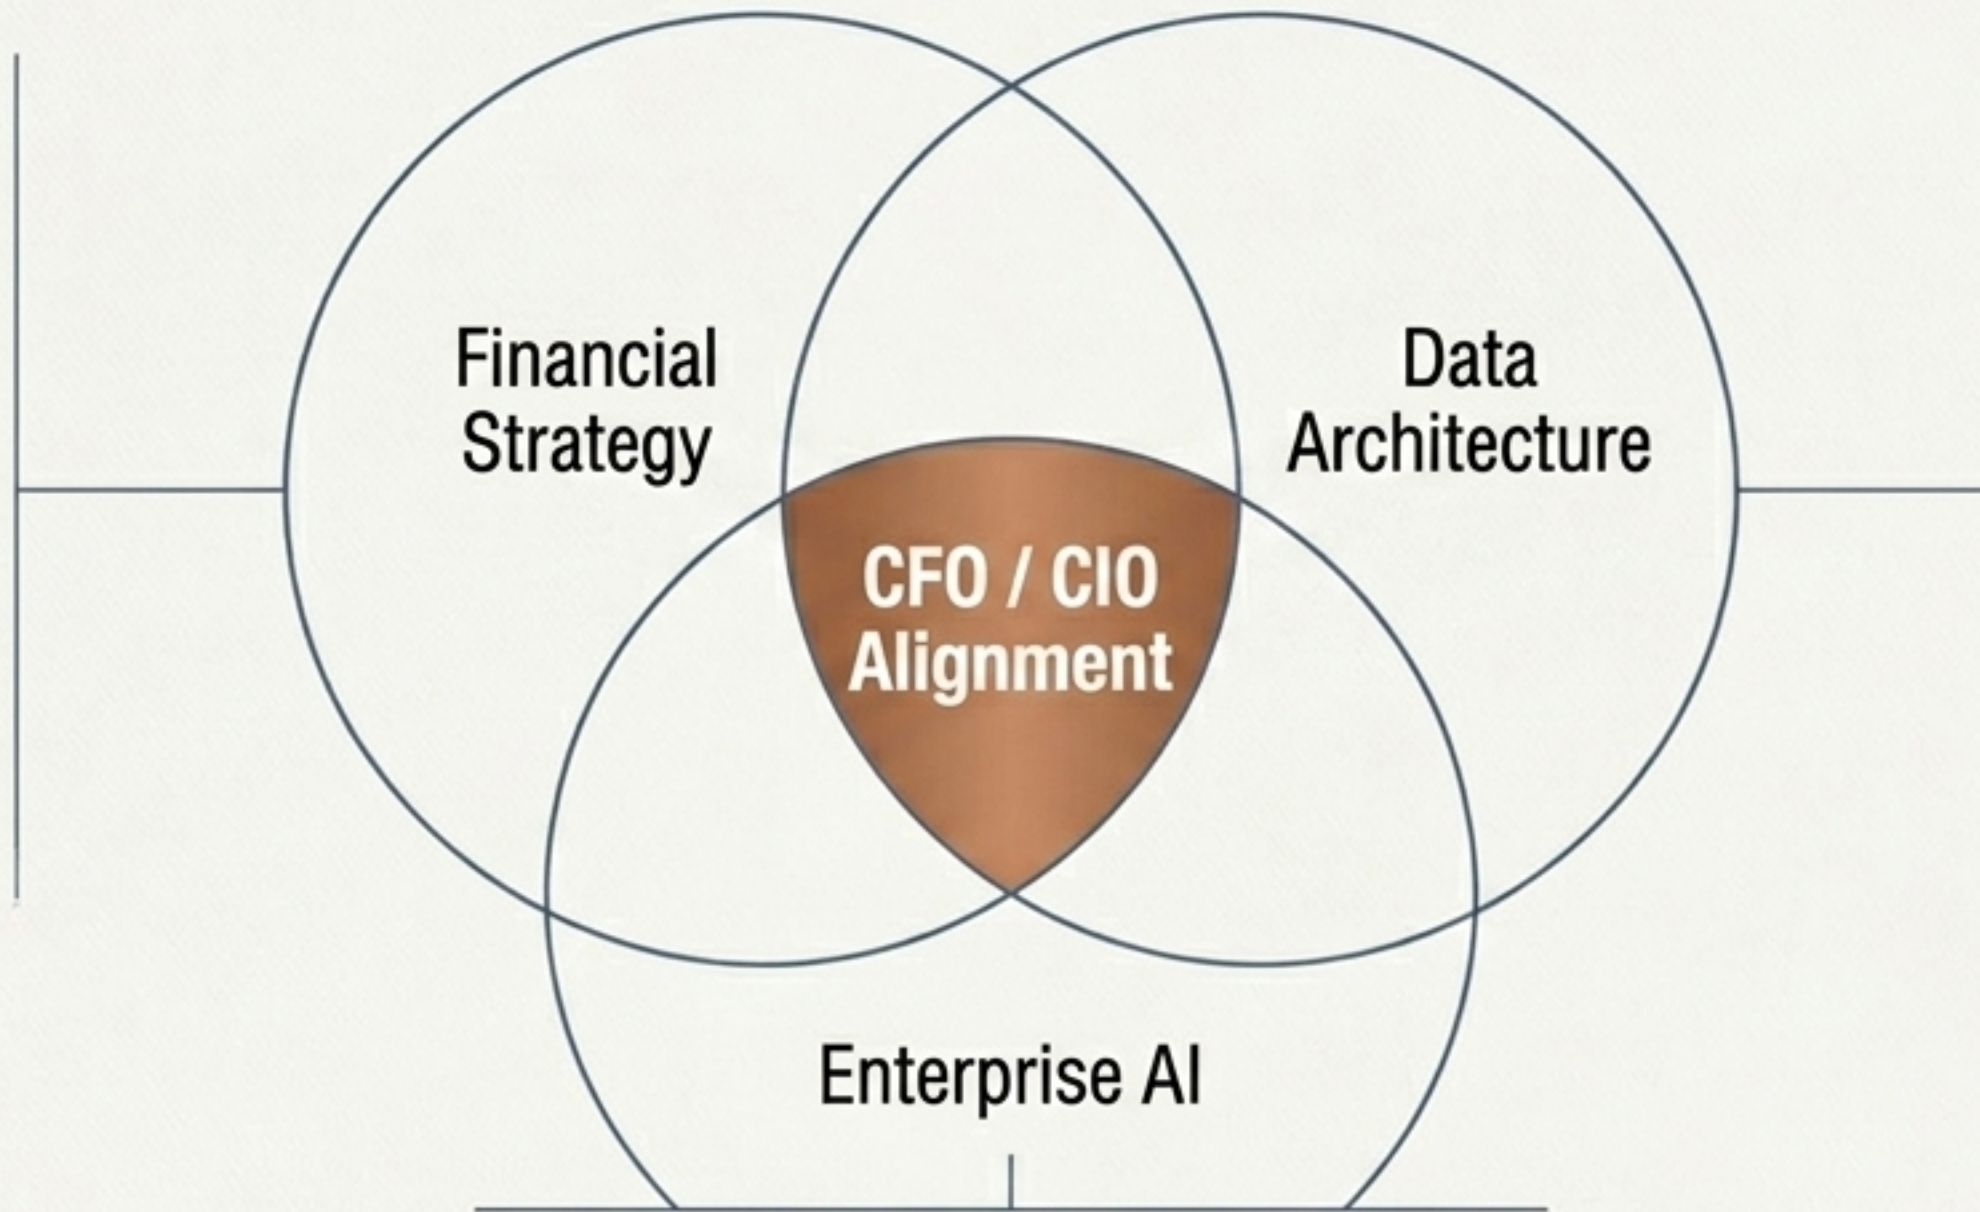 Financial
Strategy
Data
Architecture
CFO / CIO
Alignment
Enterprise AI